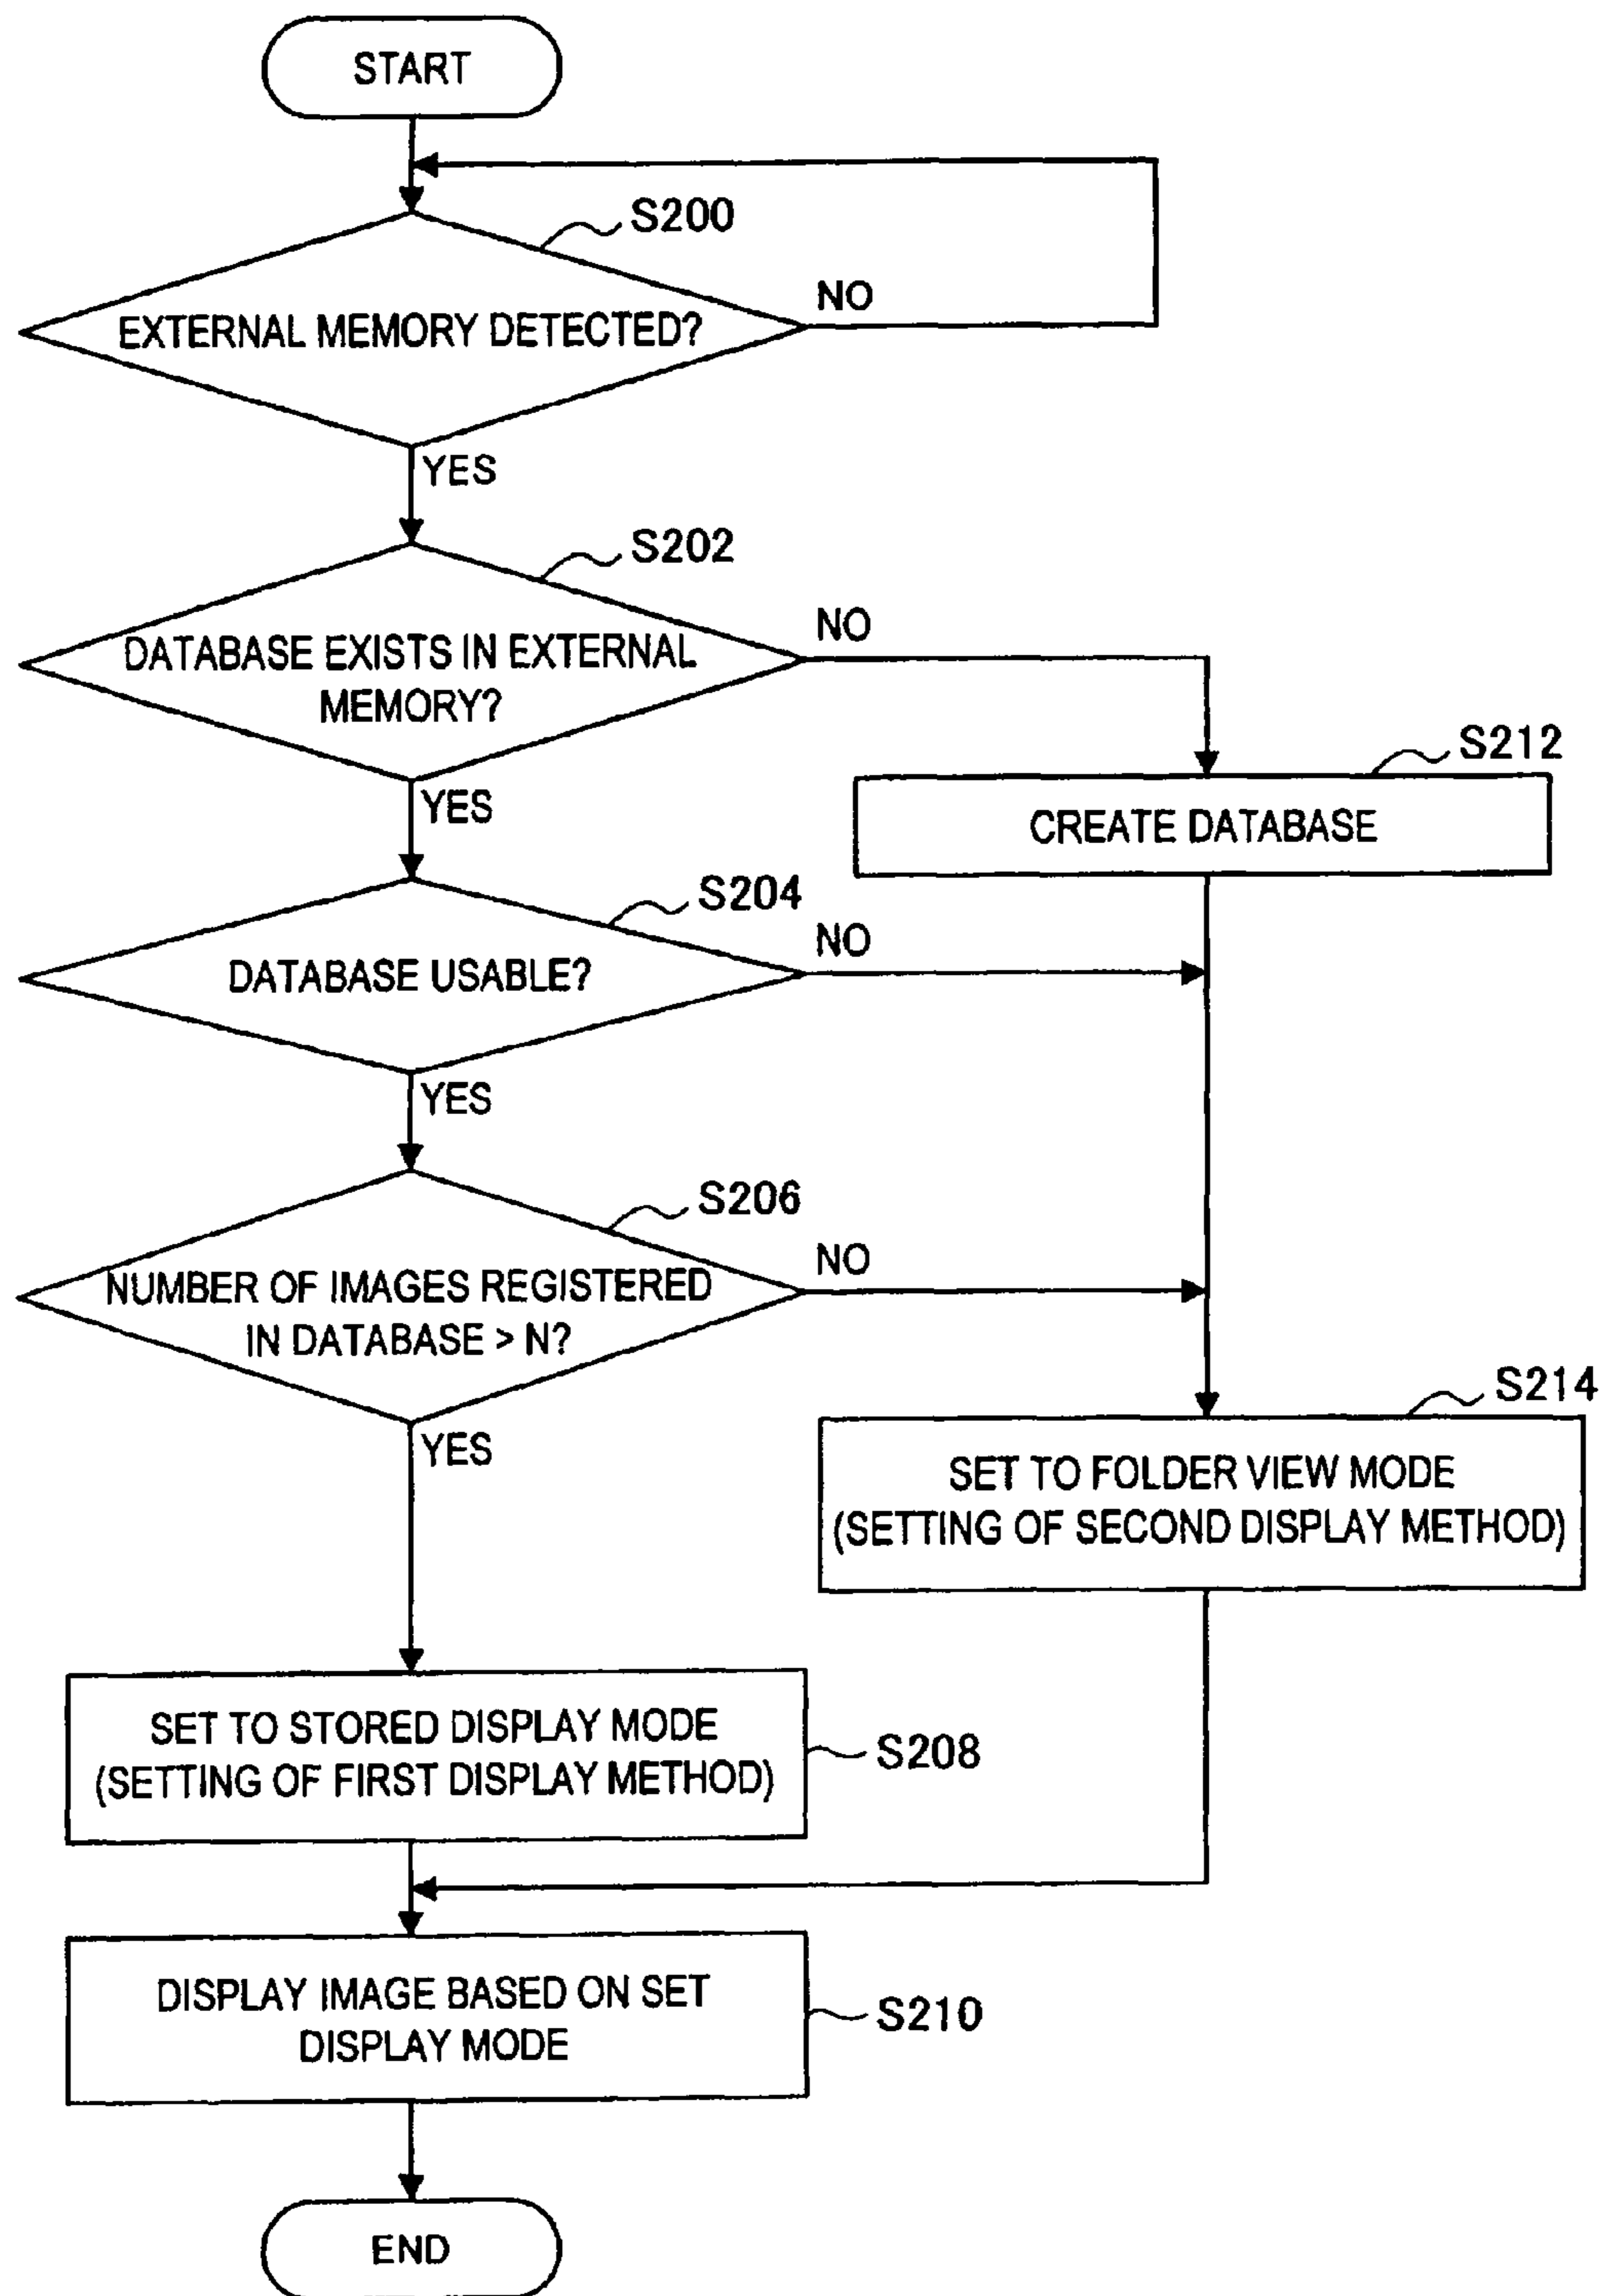 START
S200
NO
EXTERNAL MEMORY DETECTED?
YES
S202
NO
DATABASE EXISTS IN EXTERNAL
MEMORY?
YES
S212
CREATE DATABASE
S204
NO
DATABASE USABLE?
YES
S206
NO
NUMBER OF IMAGES REGISTERED
IN DATABASE > N?
YES
S214
SET TO FOLDER VIEW MODE
(SETTING OF SECOND DISPLAY METHOD)
SET TO STORED DISPLAY MODE
(SETTING OF FIRST DISPLAY METHOD)
S208
DISPLAY IMAGE BASED ON SET
DISPLAY MODE
S210
END